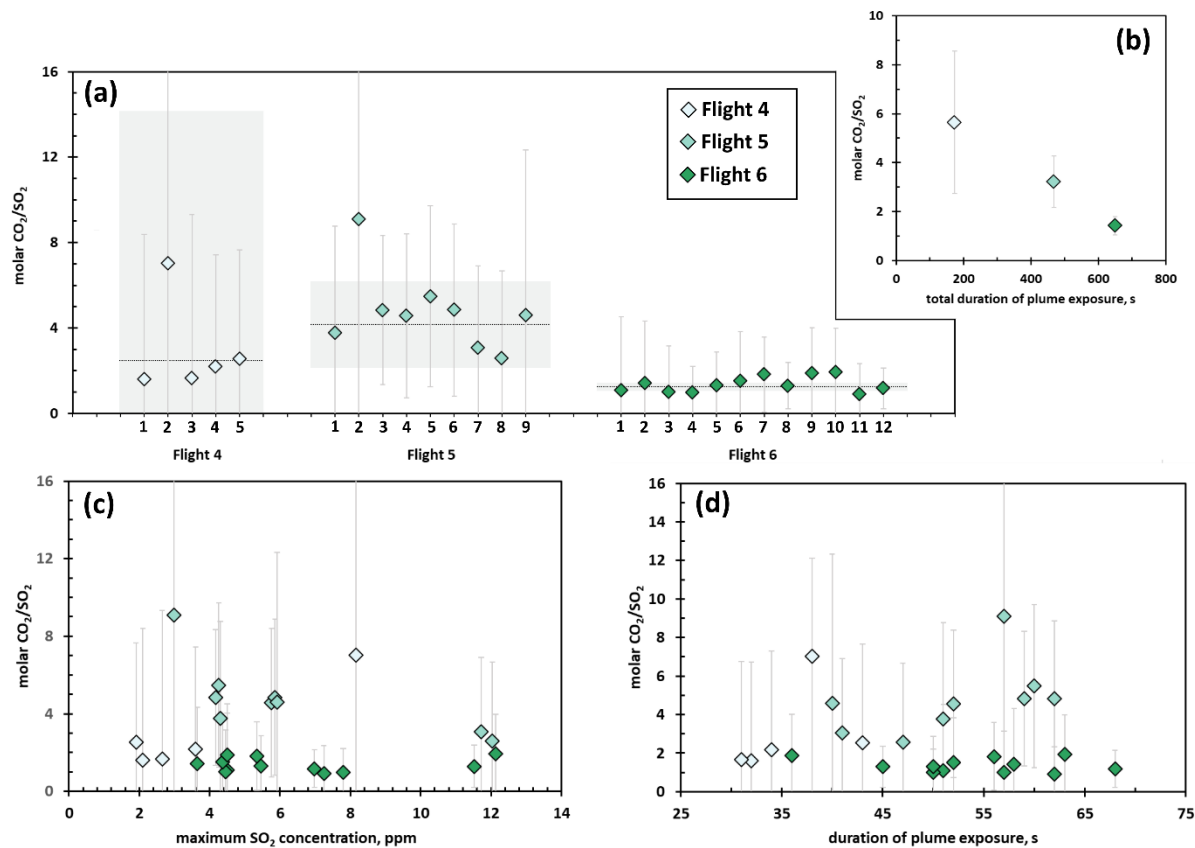 (a)
16
12
8
4
0
molar CO₂/SO₂
1 2 3 4 5
1 2 3 4 5 6 7 8 9
1 2 3 4 5 6 7 8 9 10 11 12
Flight 4
Flight 5
Flight 6
Flight 4
Flight 5
Flight 6
(b)
10
8
6
4
2
0
molar CO₂/SO₂
0 200 400 600 800
total duration of plume exposure, s
(c)
16
12
8
4
0
molar CO₂/SO₂
0 2 4 6 8 10 12 14
maximum SO₂ concentration, ppm
(d)
16
14
12
10
8
6
4
2
0
molar CO₂/SO₂
25 35 45 55 65 75
duration of plume exposure, s